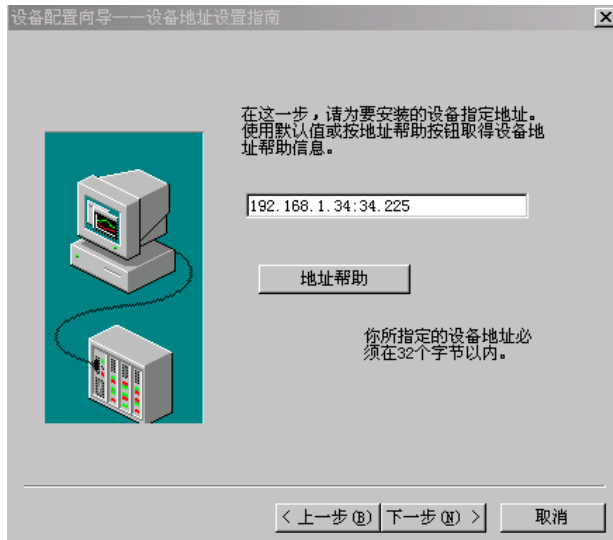 设备配置向导——设备地址设置指南
在这一步，请为要安装的设备指定地址。
使用默认值或按地址帮助按钮取得设备地
址帮助信息。
192.168.1.34:34.225
地址帮助
你所指定的设备地址必
须在32个字节以内。
< 上一步(B) 下一步(N) > 取消